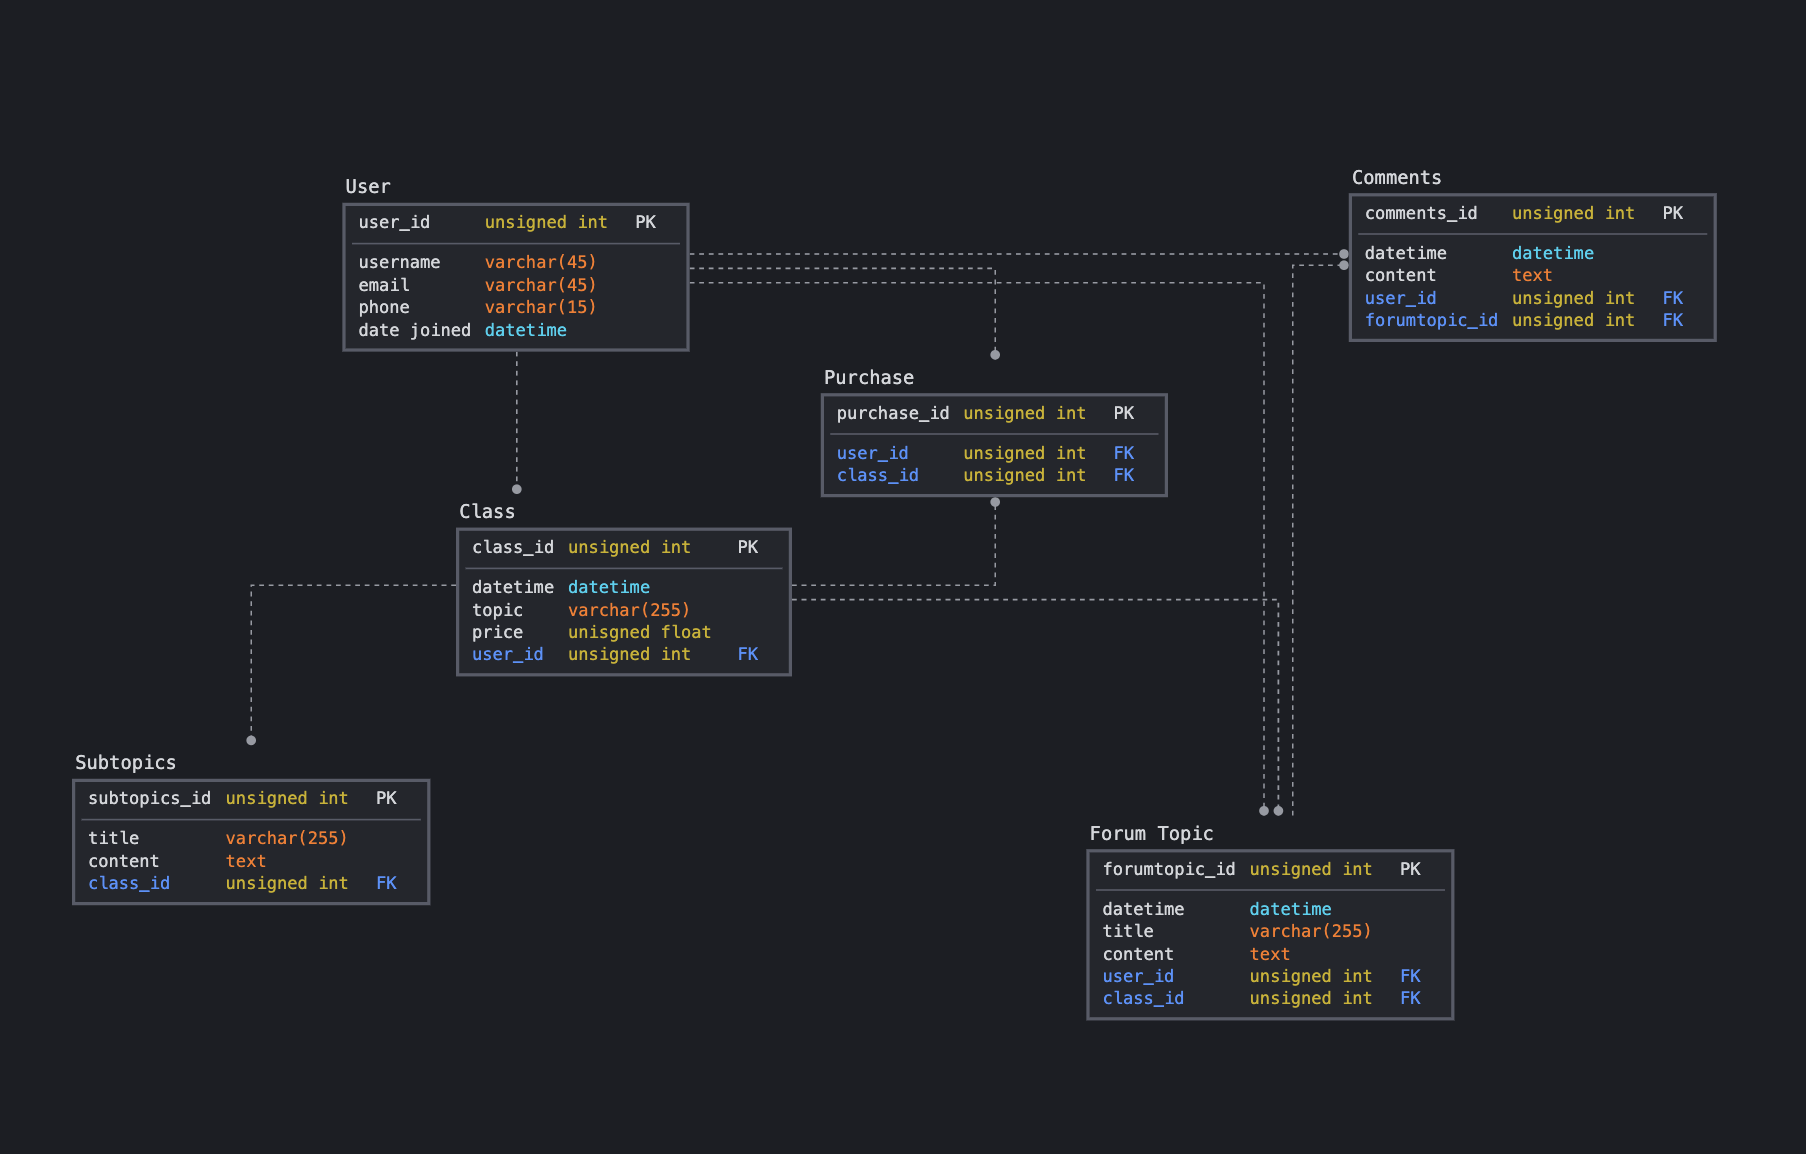 User
user_id unsigned int PK
username varchar(45)
email varchar(45)
phone varchar(15)
date joined datetime
Comments
comments_id unsigned int PK
datetime datetime
content text
user_id unsigned int FK
forumtopic_id unsigned int FK
Purchase
purchase_id unsigned int PK
user_id unsigned int FK
class_id unsigned int FK
Class
class_id unsigned int PK
datetime datetime
topic varchar(255)
price unisgned float
user_id unsigned int FK
Subtopics
subtopics_id unsigned int PK
title varchar(255)
content text
class_id unsigned int FK
Forum Topic
forumtopic_id unsigned int PK
datetime datetime
title varchar(255)
content text
user_id unsigned int FK
class_id unsigned int FK